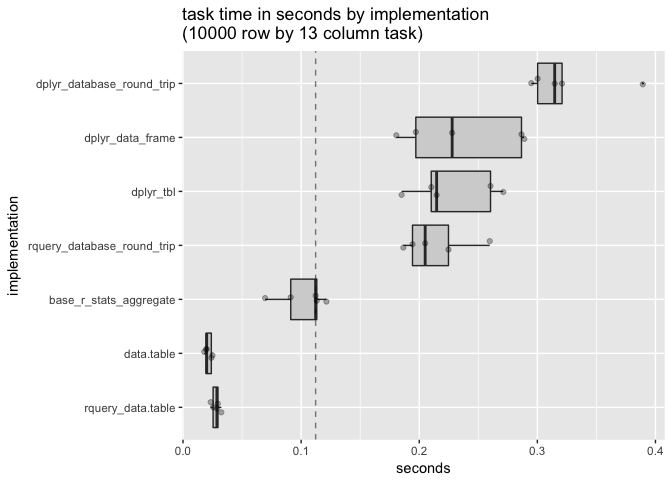 task time in seconds by implementation
(10000 row by 13 column task)
implementation
dplyr_database_round_trip
dplyr_data_frame
dplyr_tbl
rquery_database_round_trip
base_r_stats_aggregate
data.table
rquery_data.table
0.0 0.1 0.2 0.3 0.4
seconds